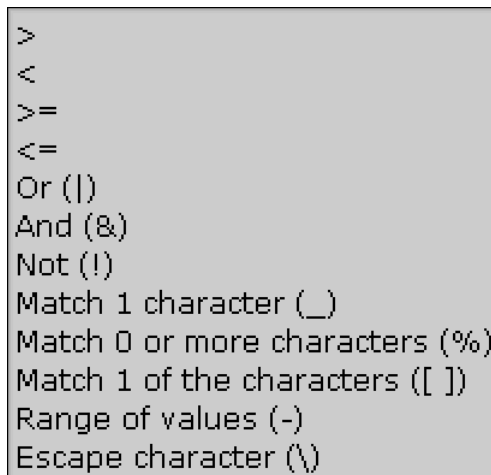 >
<
>=
<=
Or (|)
And (&)
Not (!)
Match 1 character (_)
Match 0 or more characters (%)
Match 1 of the characters ([ ])
Range of values (-)
Escape character (\)